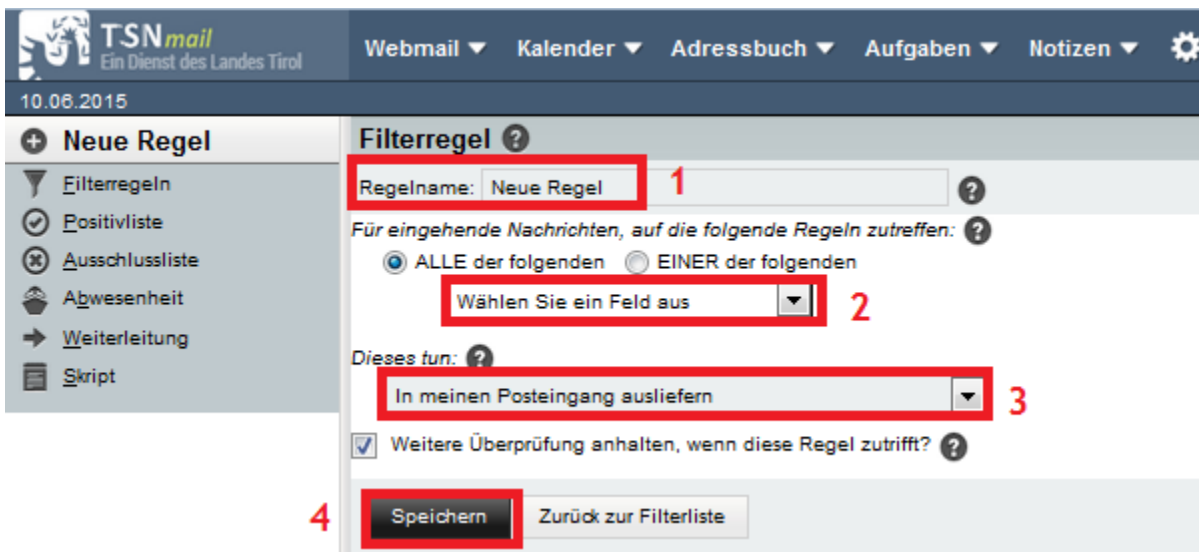 TSNmail
Ein Dienst des Landes Tirol
Webmail Kalender Adressbuch Aufgaben Notizen
10.06.2015
Neue Regel
Filterregeln
Positivliste
Ausschlussliste
Abwesenheit
Weiterleitung
Skript
Filterregel ?
Regelname: Neue Regel 1 ?
Für eingehende Nachrichten, auf die folgende Regeln zutreffen: ?
ALLE der folgenden EINER der folgenden
Wählen Sie ein Feld aus 2
Dieses tun: ?
In meinen Posteingang ausliefern 3
Weitere Überprüfung anhalten, wenn diese Regel zutrifft? ?
4 Speichern Zurück zur Filterliste